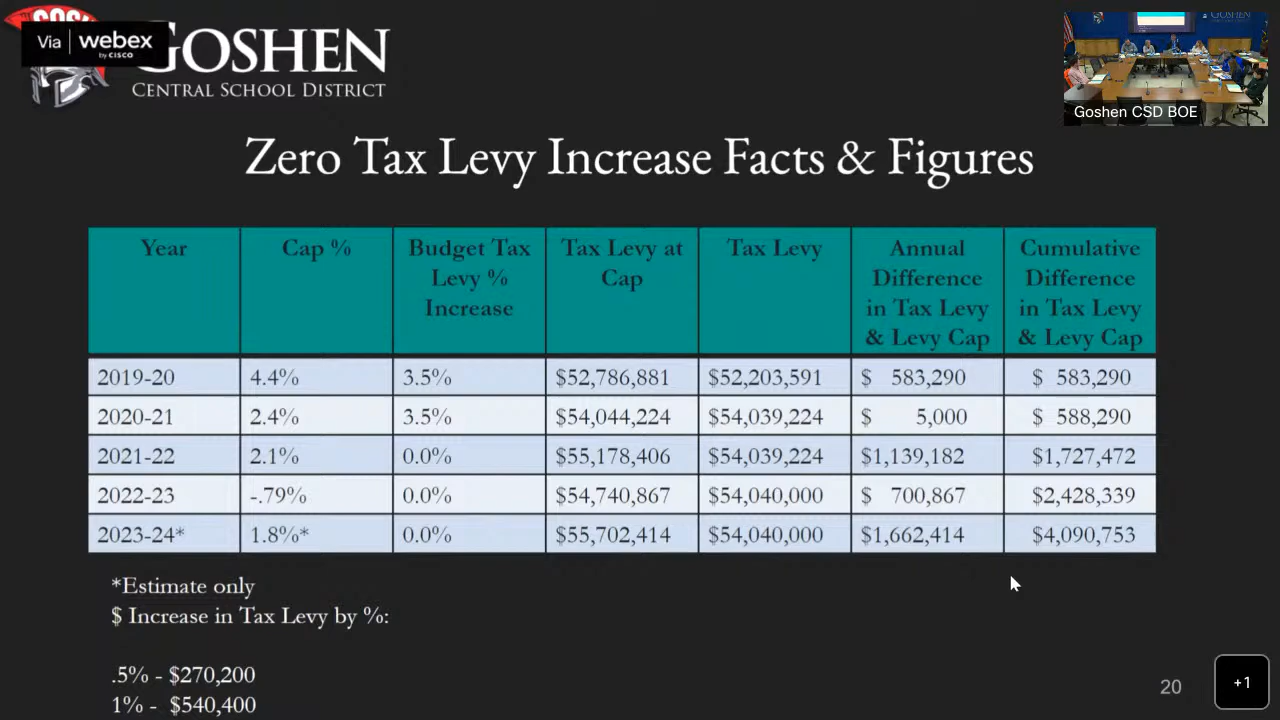 GOSHEN
CENTRAL SCHOOL DISTRICT
Via webex
by CISCO
Goshen CSD BOE
Zero Tax Levy Increase Facts & Figures
Year Cap % Budget Tax Levy % Increase Tax Levy at Cap Tax Levy Annual Difference in Tax Levy & Levy Cap Cumulative Difference in Tax Levy & Levy Cap
2019-20 4.4% 3.5% $52,786,881 $52,203,591 $ 583,290 $ 583,290
2020-21 2.4% 3.5% $54,044,224 $54,039,224 $ 5,000 $ 588,290
2021-22 2.1% 0.0% $55,178,406 $54,039,224 $1,139,182 $1,727,472
2022-23 -.79% 0.0% $54,740,867 $54,040,000 $ 700,867 $2,428,339
2023-24* 1.8%* 0.0% $55,702,414 $54,040,000 $1,662,414 $4,090,753
*Estimate only
$ Increase in Tax Levy by %:
.5% - $270,200
1% - $540,400
20
+1